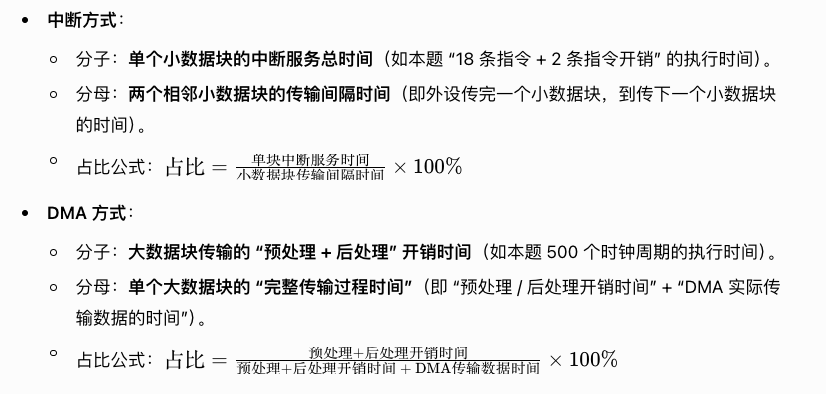 • 中断方式：
○ 分子：单个小数据块的中断服务总时间（如本题 “18 条指令 + 2 条指令开销” 的执行时间）。
○ 分母：两个相邻小数据块的传输间隔时间（即外设传完一个小数据块，到传下一个小数据块
的时间）。
○ 占比公式：占比 = 单块中断服务时间 / 小数据块传输间隔时间 × 100%
• DMA 方式：
○ 分子：大数据块传输的 “预处理 + 后处理” 开销时间（如本题 500 个时钟周期的执行时间）。
○ 分母：单个大数据块的 “完整传输过程时间”（即 “预处理 / 后处理开销时间” + “DMA 实际传
输数据的时间”）。
○ 占比公式：占比 = 预处理+后处理开销时间 / 预处理+后处理开销时间 + DMA传输数据时间 × 100%